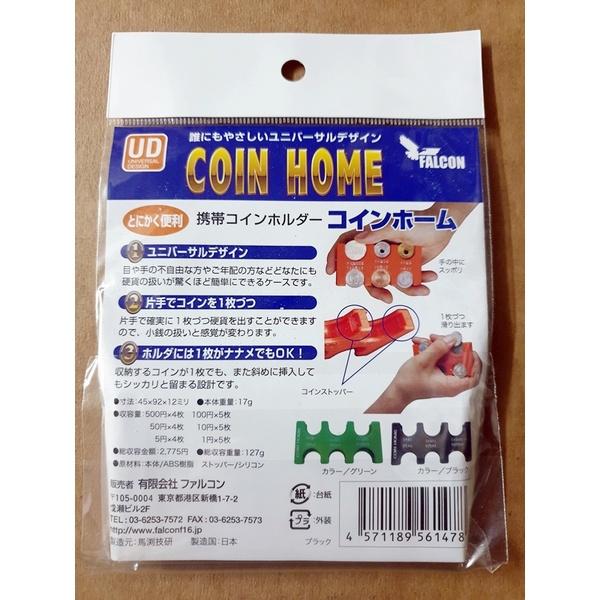 UD
UNIVERSAL
DESIGN
誰にもやさしいユニバーサルデザイン
COIN HOME
FALCON
とにかく便利
携帯コインホルダー コインホーム
1 ユニバーサルデザイン
目や手の不自由な方やご年配の方などどなたにも
硬貨の扱いが驚くほど簡単にできるケースです。
手の中に
スッポリ
2 片手でコインを1枚づつ
片手で確実に1枚づつ硬貨を出すことができますが
ので、小銭の扱いと感覚が変わります。
1枚づつ
滑り出ます
3 ホルダには1枚がナナメでもOK!
収納するコインが1枚でも、また斜めに挿入して
もシッカリと留まる設計です。
コインストッパー
●寸法:45×92×12ミリ ●本体重量:17g
●収容量:500円×4枚 100円×5枚
50円×4枚 10円×5枚
5円×4枚 1円×5枚
●総収容金額:2,775円 ●総収容重量:127g
●原材料:本体/ABS樹脂 ストッパー/シリコン
COIN HOME
COIN HOME
カラー/グリーン
カラー/ブラック
販売者 有限会社 ファルコン
〒105-0004 東京都港区新橋1-7-2
成瀬ビル2F
TEL:03-6253-7572 FAX:03-6253-7573
http://www.falconf16.jp
製造元:馬渕技研 製造国:日本
紙:台紙
プラ:外装
ブラック
4 571189 561478